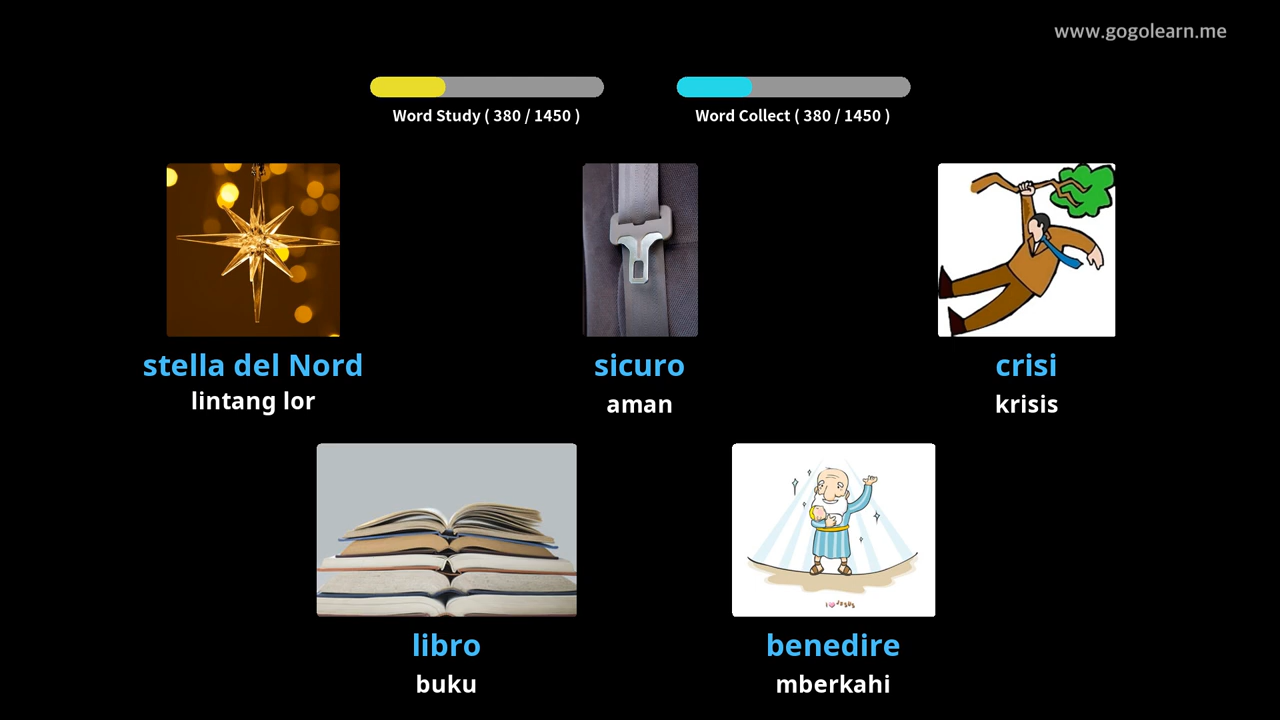 www.gogolearn.me
Word Study ( 380 / 1450 )
Word Collect ( 380 / 1450 )
stella del Nord
lintang lor
sicuro
aman
crisi
krisis
libro
buku
benedire
mberkahi